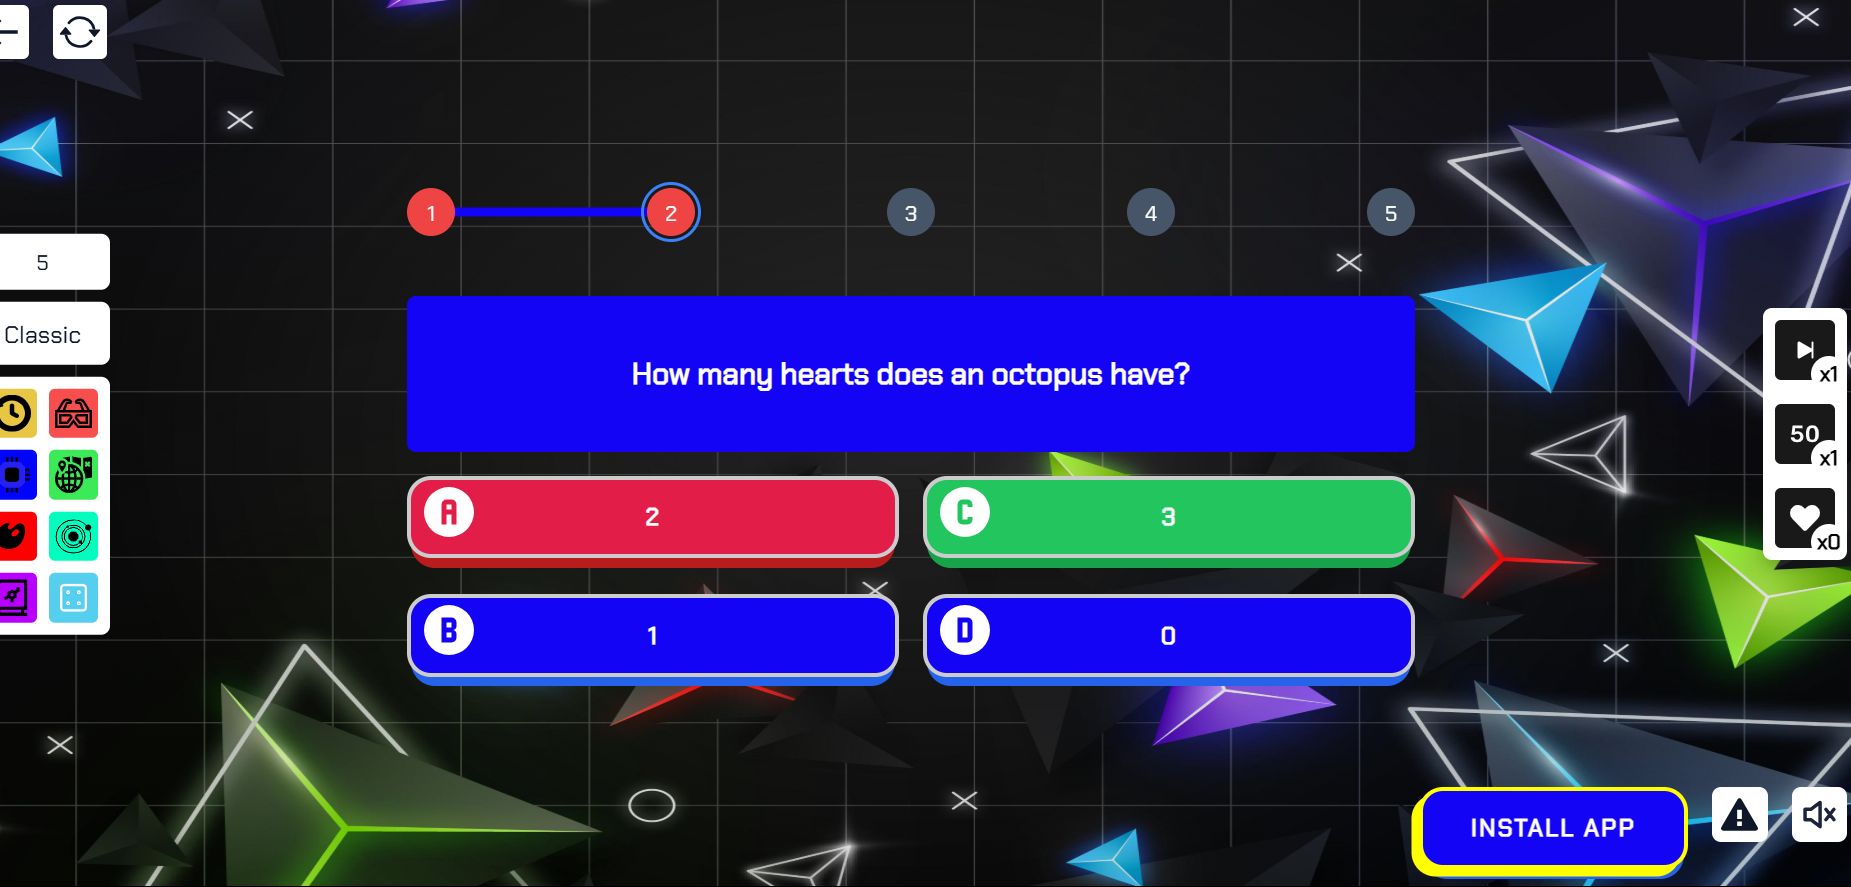 1
2
3
4
5
5
Classic
How many hearts does an octopus have?
A 2
C 3
B 1
D 0
x1
50
x1
x0
INSTALL APP